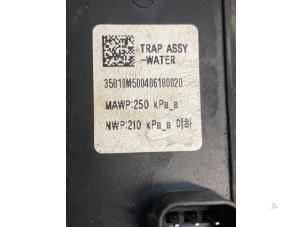 TRAP ASSY
-WATER
35810M500406180020
MAWP:250 kPa_a
NWP:210 kPa_a 이하